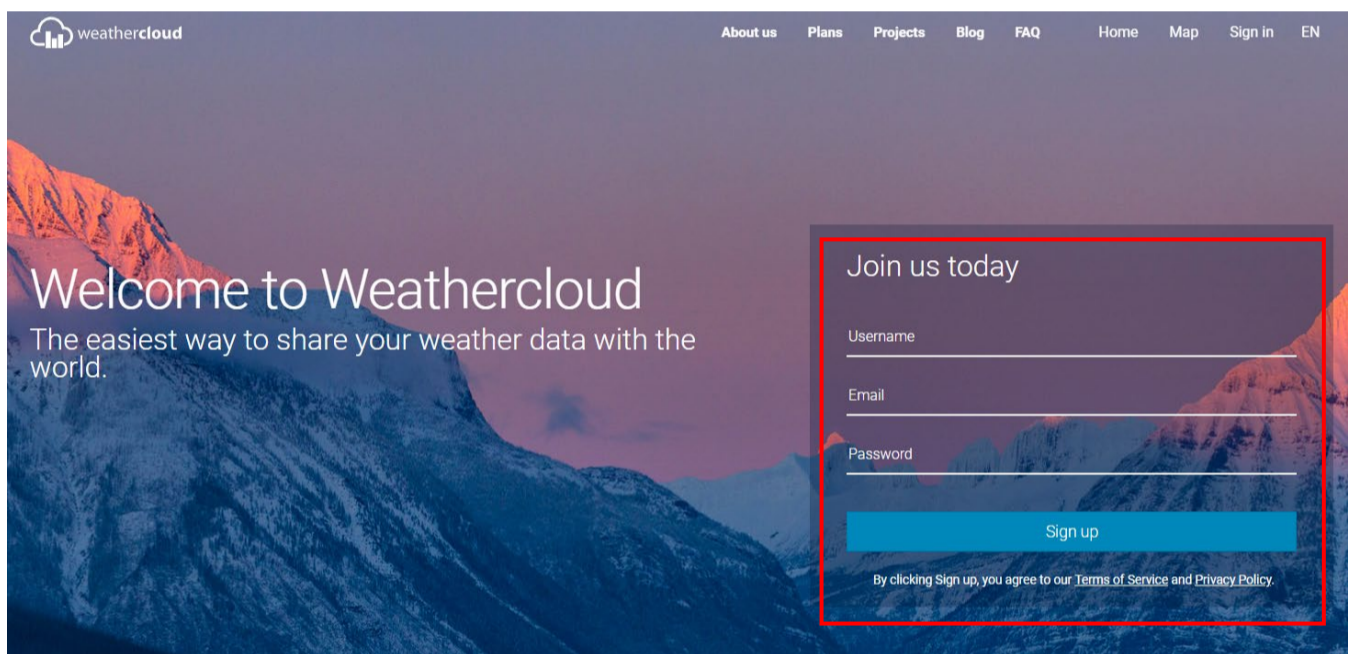 weathercloud
About us Plans Projects Blog FAQ Home Map Sign in EN
Welcome to Weathercloud
The easiest way to share your weather data with the
world.
Join us today
Username
Email
Password
Sign up
By clicking Sign up, you agree to our Terms of Service and Privacy Policy.